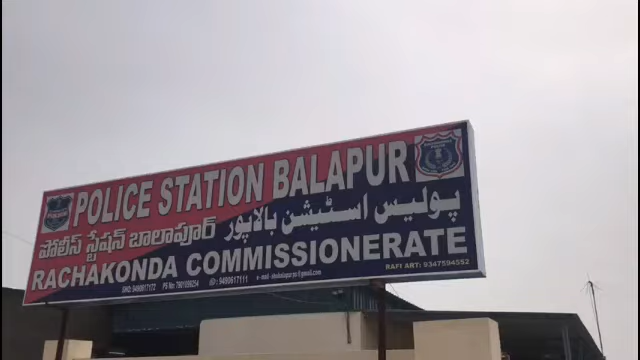 POLICE STATION BALAPUR
పోలీస్ స్టేషన్ బాలాపూర్ پولیس اسٹیشن بالاپور
RACHAKONDA COMMISSIONERATE
RAFI ART: 9347594552